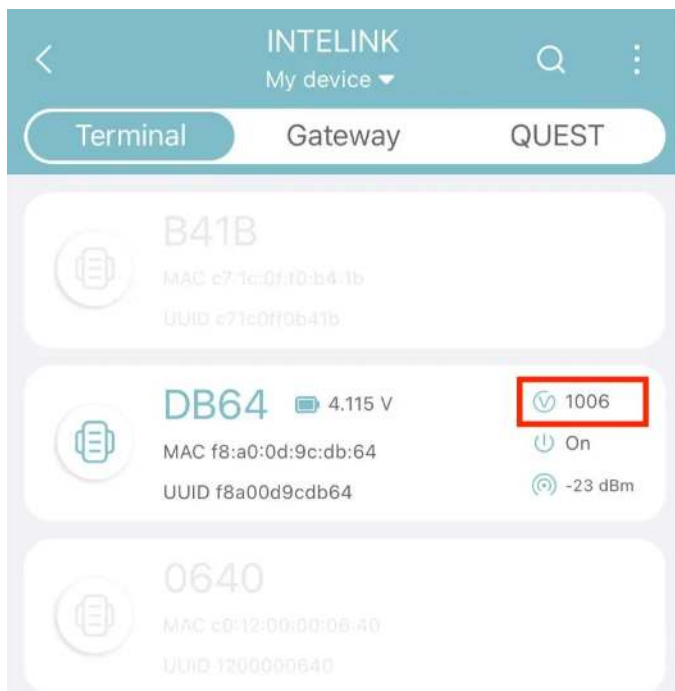 INTELINK
My device
Terminal Gateway QUEST
B41B
MAC c7:1c:0f:f0:b4:1b
UUID c71c0ff0b41b
DB64 4.115 V 1006
MAC f8:a0:0d:9c:db:64 On
UUID f8a00d9cdb64 -23 dBm
0640
MAC c0:12:00:00:06:40
UUID 1200000640